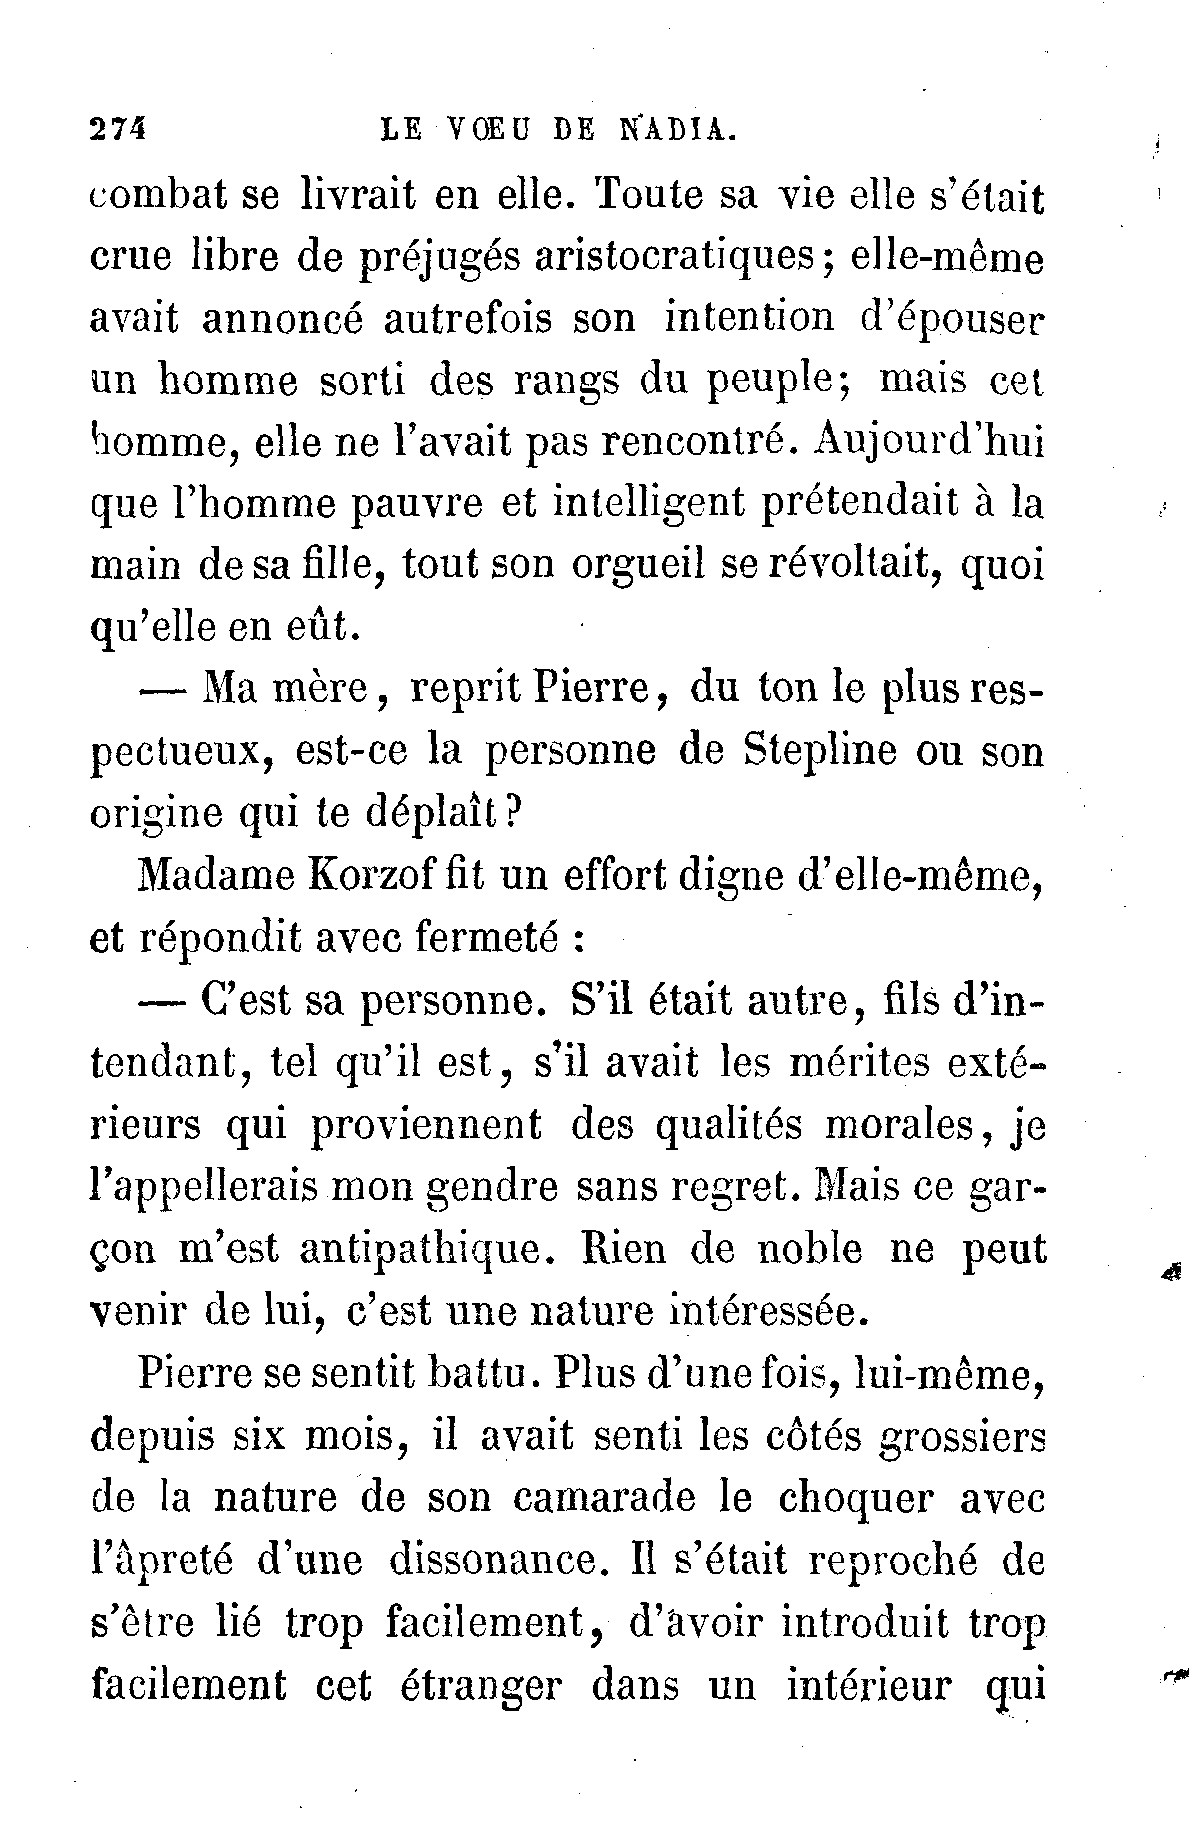 274 LE VŒU DE NADIA.
combat se livrait en elle. Toute sa vie elle s'était
crue libre de préjugés aristocratiques; elle-même
avait annoncé autrefois son intention d'épouser
un homme sorti des rangs du peuple; mais cet
homme, elle ne l'avait pas rencontré. Aujourd'hui
que l'homme pauvre et intelligent prétendait à la
main de sa fille, tout son orgueil se révoltait, quoi
qu'elle en eût.
— Ma mère, reprit Pierre, du ton le plus res-
pectueux, est-ce la personne de Stepline ou son
origine qui te déplaît?
Madame Korzof fit un effort digne d'elle-même,
et répondit avec fermeté :
— C'est sa personne. S'il était autre, fils d'in-
tendant, tel qu'il est, s'il avait les mérites exté-
rieurs qui proviennent des qualités morales, je
l'appellerais mon gendre sans regret. Mais ce gar-
çon m'est antipathique. Rien de noble ne peut
venir de lui, c'est une nature intéressée.
Pierre se sentit battu. Plus d'une fois, lui-même,
depuis six mois, il avait senti les côtés grossiers
de la nature de son camarade le choquer avec
l'âpreté d'une dissonance. Il s'était reproché de
s'être lié trop facilement, d'avoir introduit trop
facilement cet étranger dans un intérieur qui